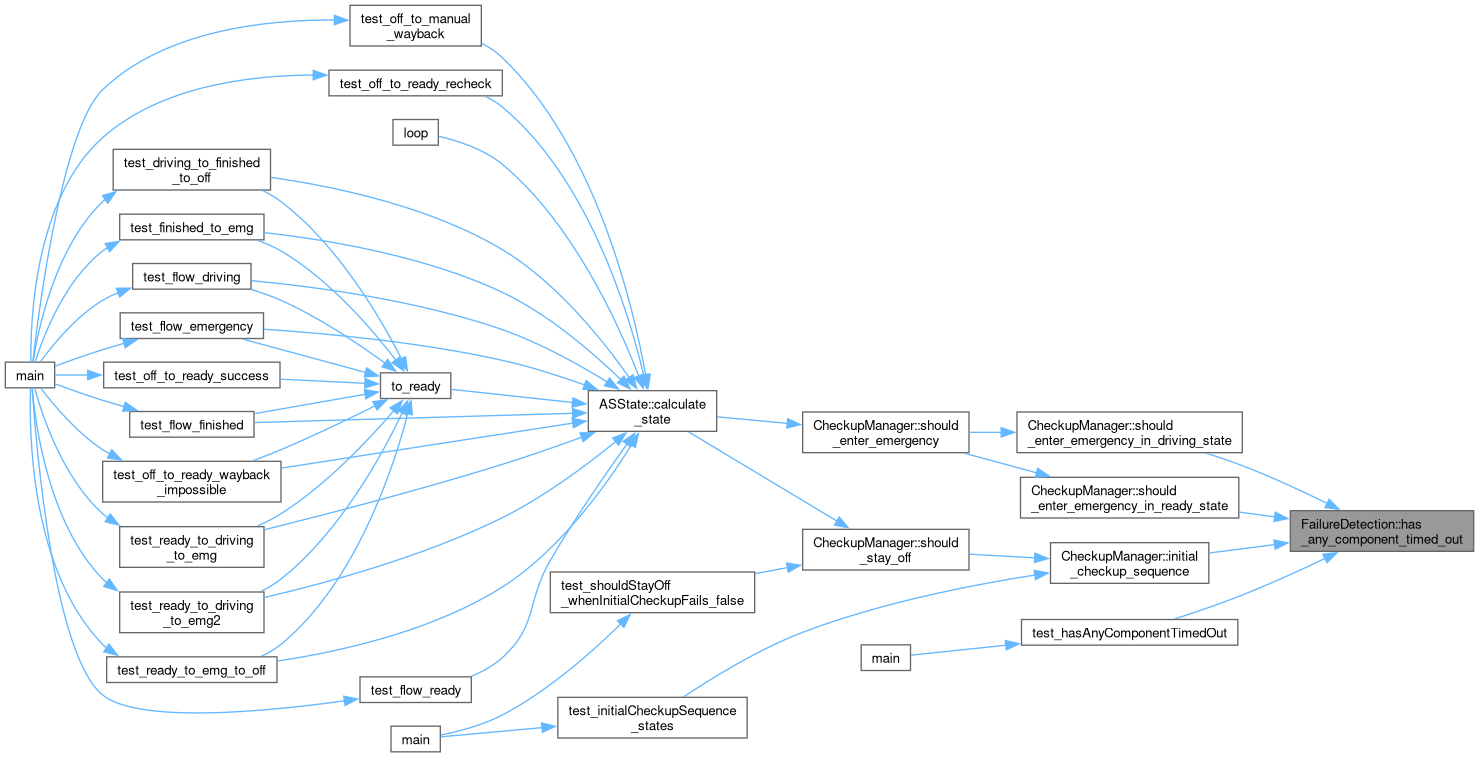 test_off_to_manual
_wayback
test_off_to_ready_recheck
loop
test_driving_to_finished
_to_off
test_finished_to_emg
test_flow_driving
test_flow_emergency
main
test_off_to_ready_success
to_ready
test_flow_finished
ASState::calculate
_state
CheckupManager::should
_enter_emergency
CheckupManager::should
_enter_emergency_in_driving_state
test_off_to_ready_wayback
_impossible
CheckupManager::should
_enter_emergency_in_ready_state
FailureDetection::has
_any_component_timed_out
test_ready_to_driving
_to_emg
CheckupManager::should
_stay_off
CheckupManager::initial
_checkup_sequence
test_shouldStayOff
_whenInitialCheckupFails_false
test_ready_to_driving
_to_emg2
test_hasAnyComponentTimedOut
main
test_ready_to_emg_to_off
test_flow_ready
test_initialCheckupSequence
_states
main